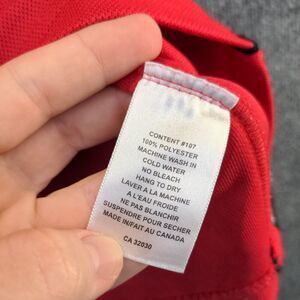 CONTENT #107
100% POLYESTER
MACHINE WASH IN
COLD WATER
NO BLEACH
HANG TO DRY
LAVER A LA MACHINE
A L'EAU FROIDE
NE PAS BLANCHIR
SUSPENDRE POUR SECHER
MADE IN/FAIT AU CANADA
CA 32030